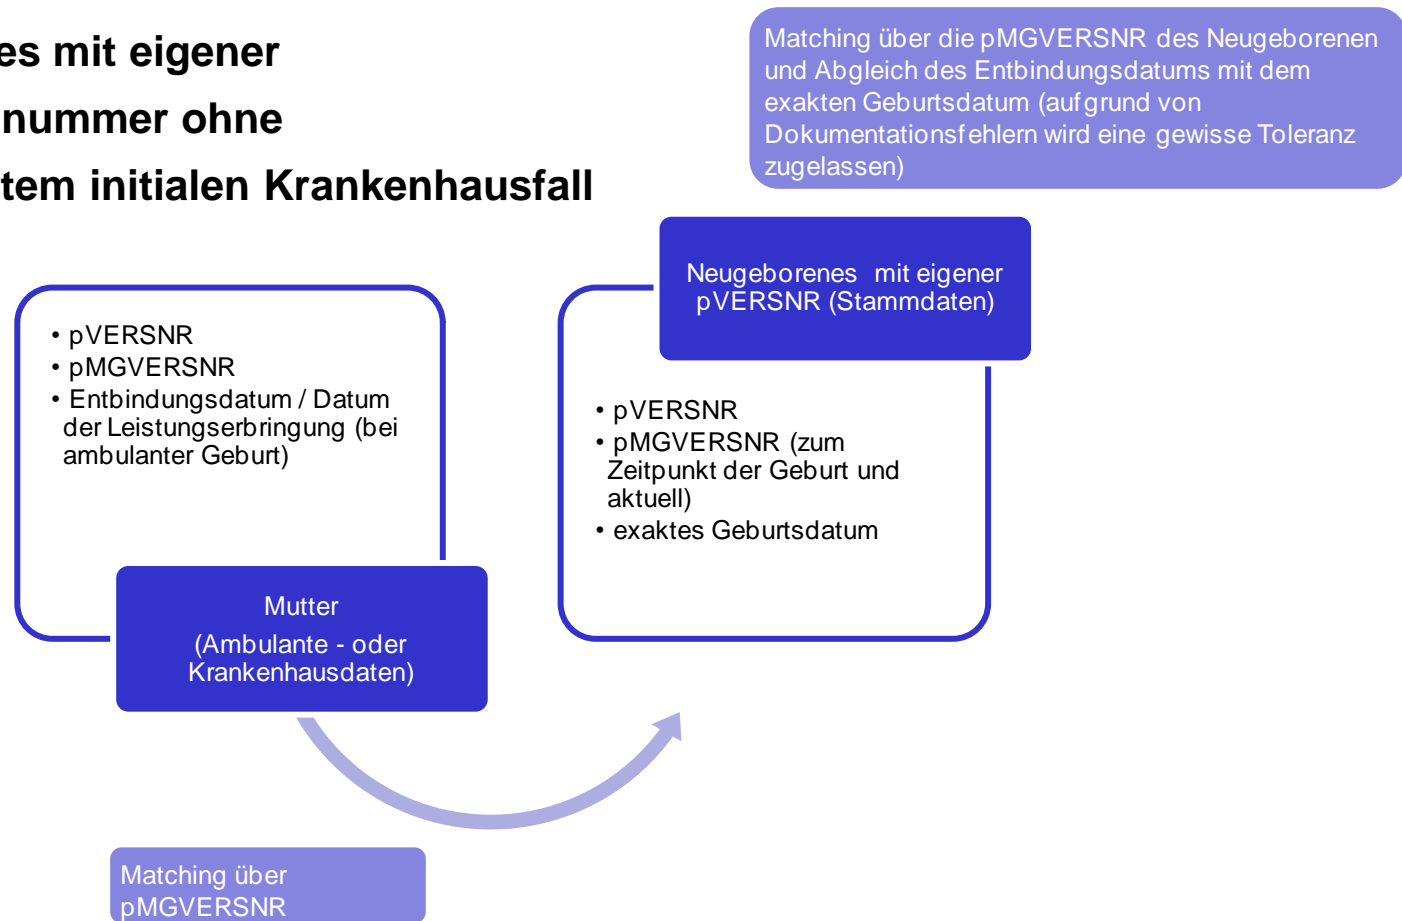 es mit eigener
nummer ohne
tem initialen Krankenhausfall
Matching über die pMGVERSNR des Neugeborenen
und Abgleich des Entbindungsdatums mit dem
exakten Geburtsdatum (aufgrund von
Dokumentationsfehlern wird eine gewisse Toleranz
zugelassen)
• pVERSNR
• pMGVERSNR
• Entbindungsdatum / Datum
der Leistungserbringung (bei
ambulanter Geburt)
Mutter
(Ambulante - oder
Krankenhausdaten)
Neugeborenes mit eigener
pVERSNR (Stammdaten)
• pVERSNR
• pMGVERSNR (zum
Zeitpunkt der Geburt und
aktuell)
• exaktes Geburtsdatum
Matching über
pMGVERSNR